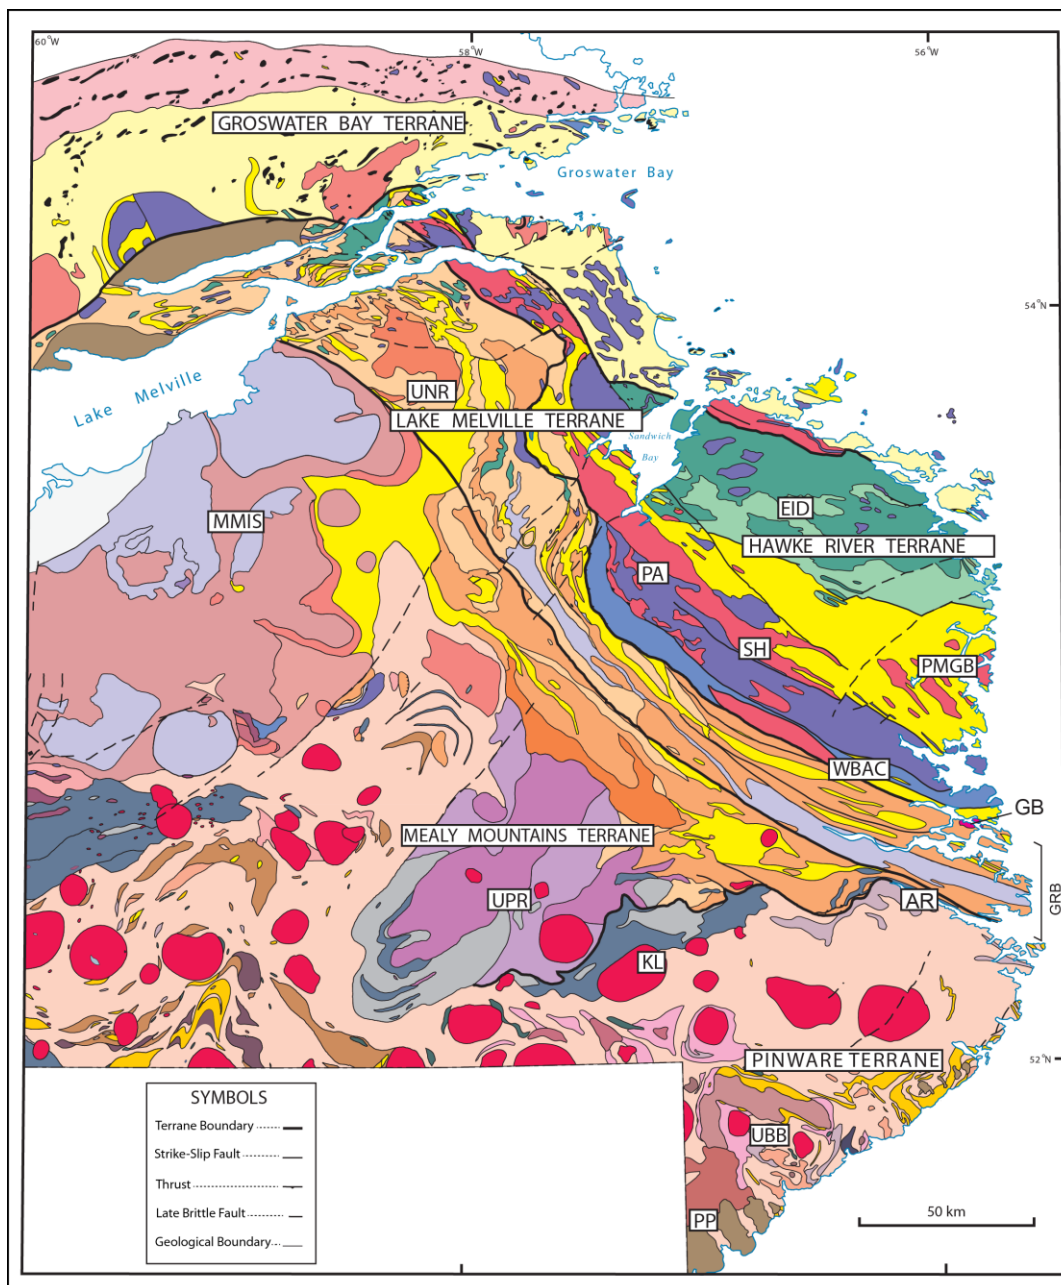 60°W
58°W
56°W
GROSWATER BAY TERRANE
Groswater Bay
54°N
Lake Melville
UNR
LAKE MELVILLE TERRANE
Sandwich
Bay
MMIS
EID
HAWKE RIVER TERRANE
PA
SH
PMGB
WBAC
GB
MEALY MOUNTAINS TERRANE
UPR
AR
GRB
KL
PINWARE TERRANE
52°N
SYMBOLS
Terrane Boundary
Strike-Slip Fault
Thrust
Late Brittle Fault
Geological Boundary
UBB
PP
50 km